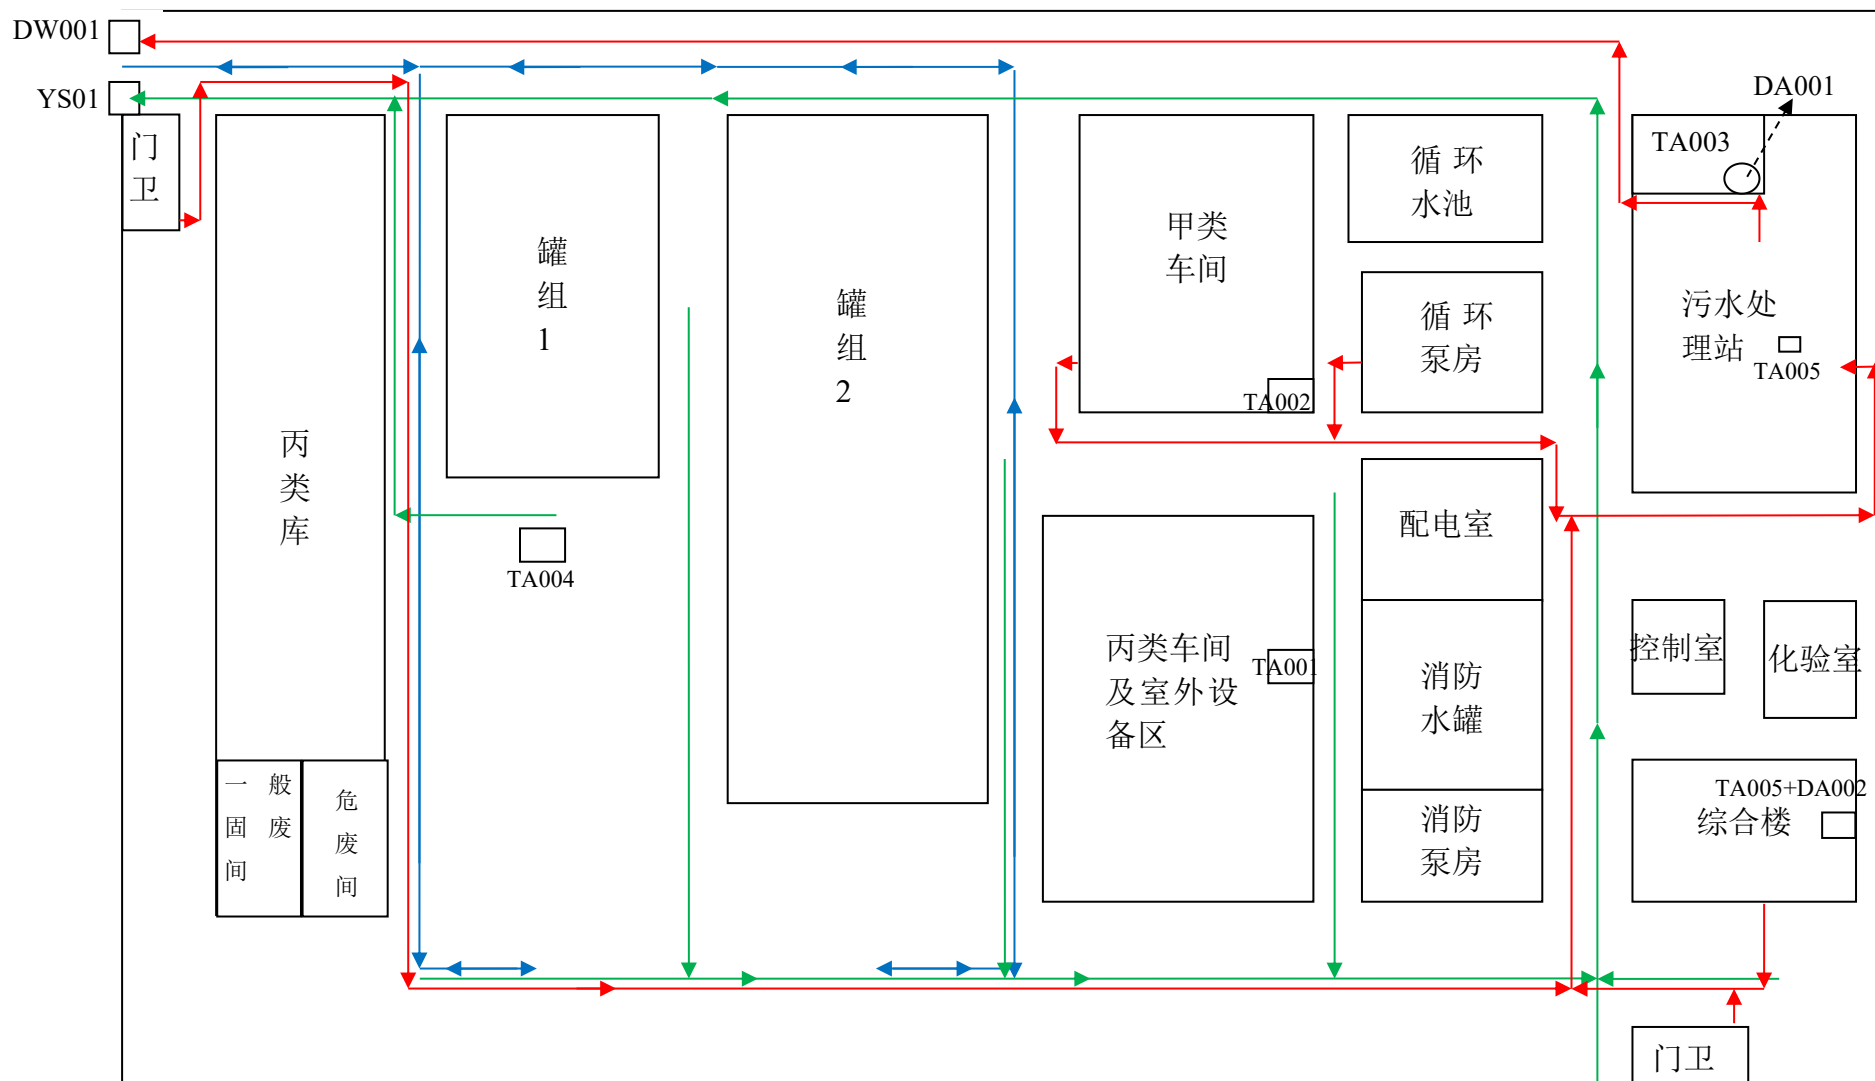 DW001
YS01
DA001
门
卫
TA003
循 环
水池
甲类
车间
罐
组
1
罐
组
2
循 环
泵房
污水处
理站
TA005
TA002
丙
类
库
配电室
TA004
丙类车间
及室外设
备区
TA001
消防
水罐
控制室
化验室
一般
固废
间
危
废
间
TA005+DA002
综合楼
消防
泵房
门卫